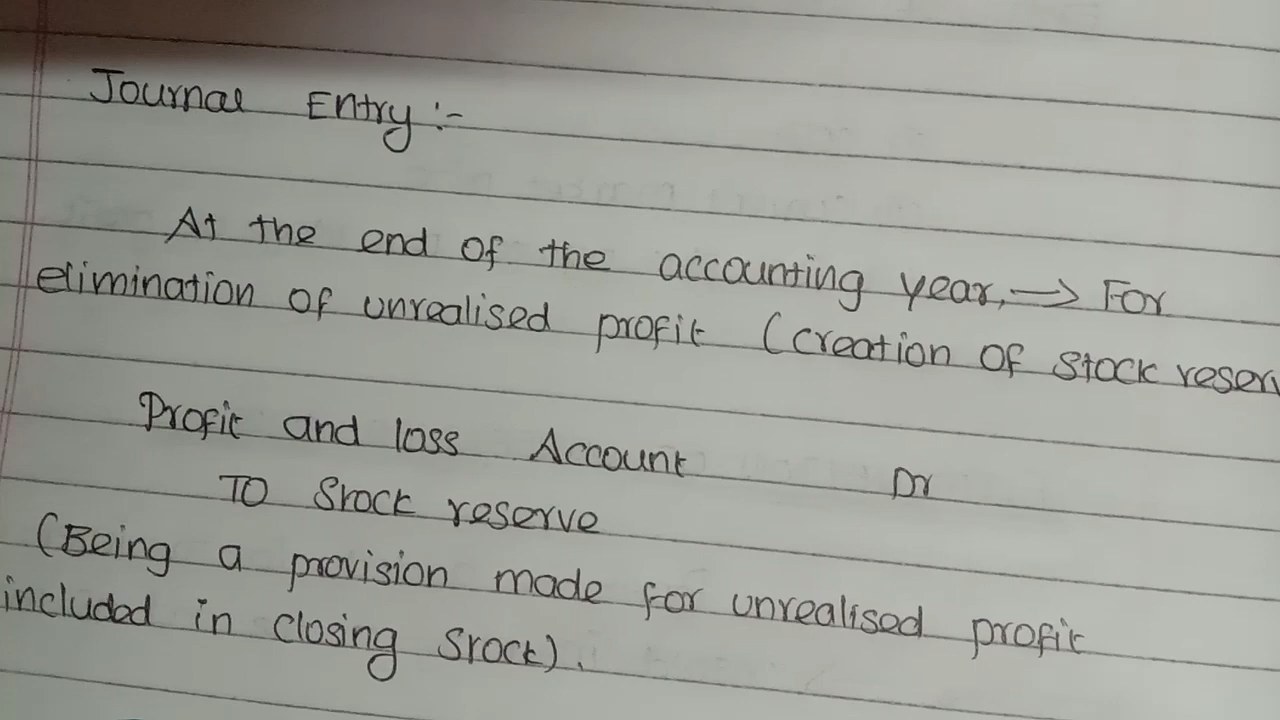 Journal Entry :-
At the end of the accounting year, → For
elimination of unrealised profit (creation of stock reserv
Profit and loss Account Dr
To Stock reserve
(Being a provision made for unrealised profit
included in closing Stock).